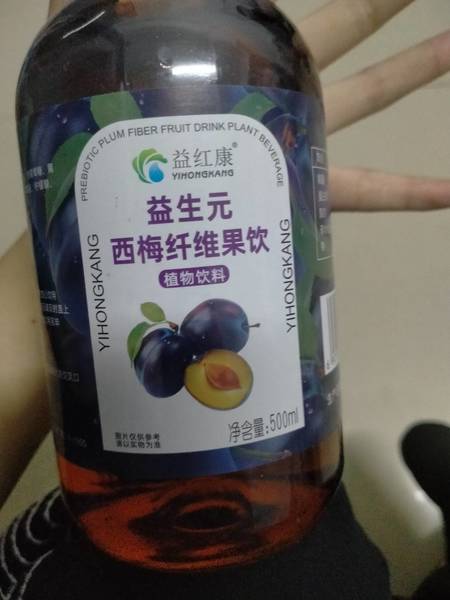 PREBIOTIC PLUM FIBER FRUIT DRINK PLANT BEVERAGE
益红康®
YIHONGKANG
益生元
西梅纤维果饮
植物饮料
YIHONGKANG
YIHONGKANG
图片仅供参考
请以实物为准
净含量:500ml